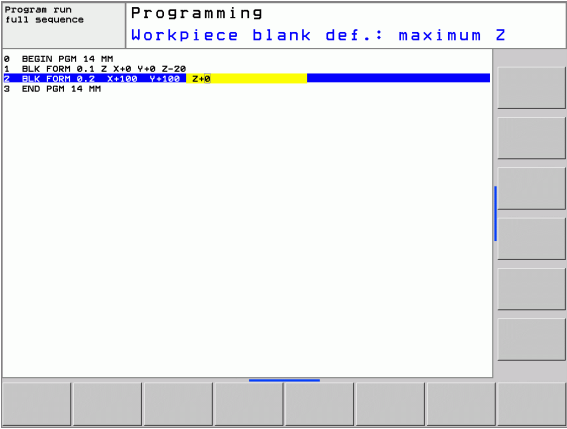 Program run
full sequence
Programming
Workpiece blank def.: maximum Z
0 BEGIN PGM 14 MM
1 BLK FORM 0.1 Z X+0 Y+0 Z-20
2 BLK FORM 0.2 X+100 Y+100 Z+0
3 END PGM 14 MM